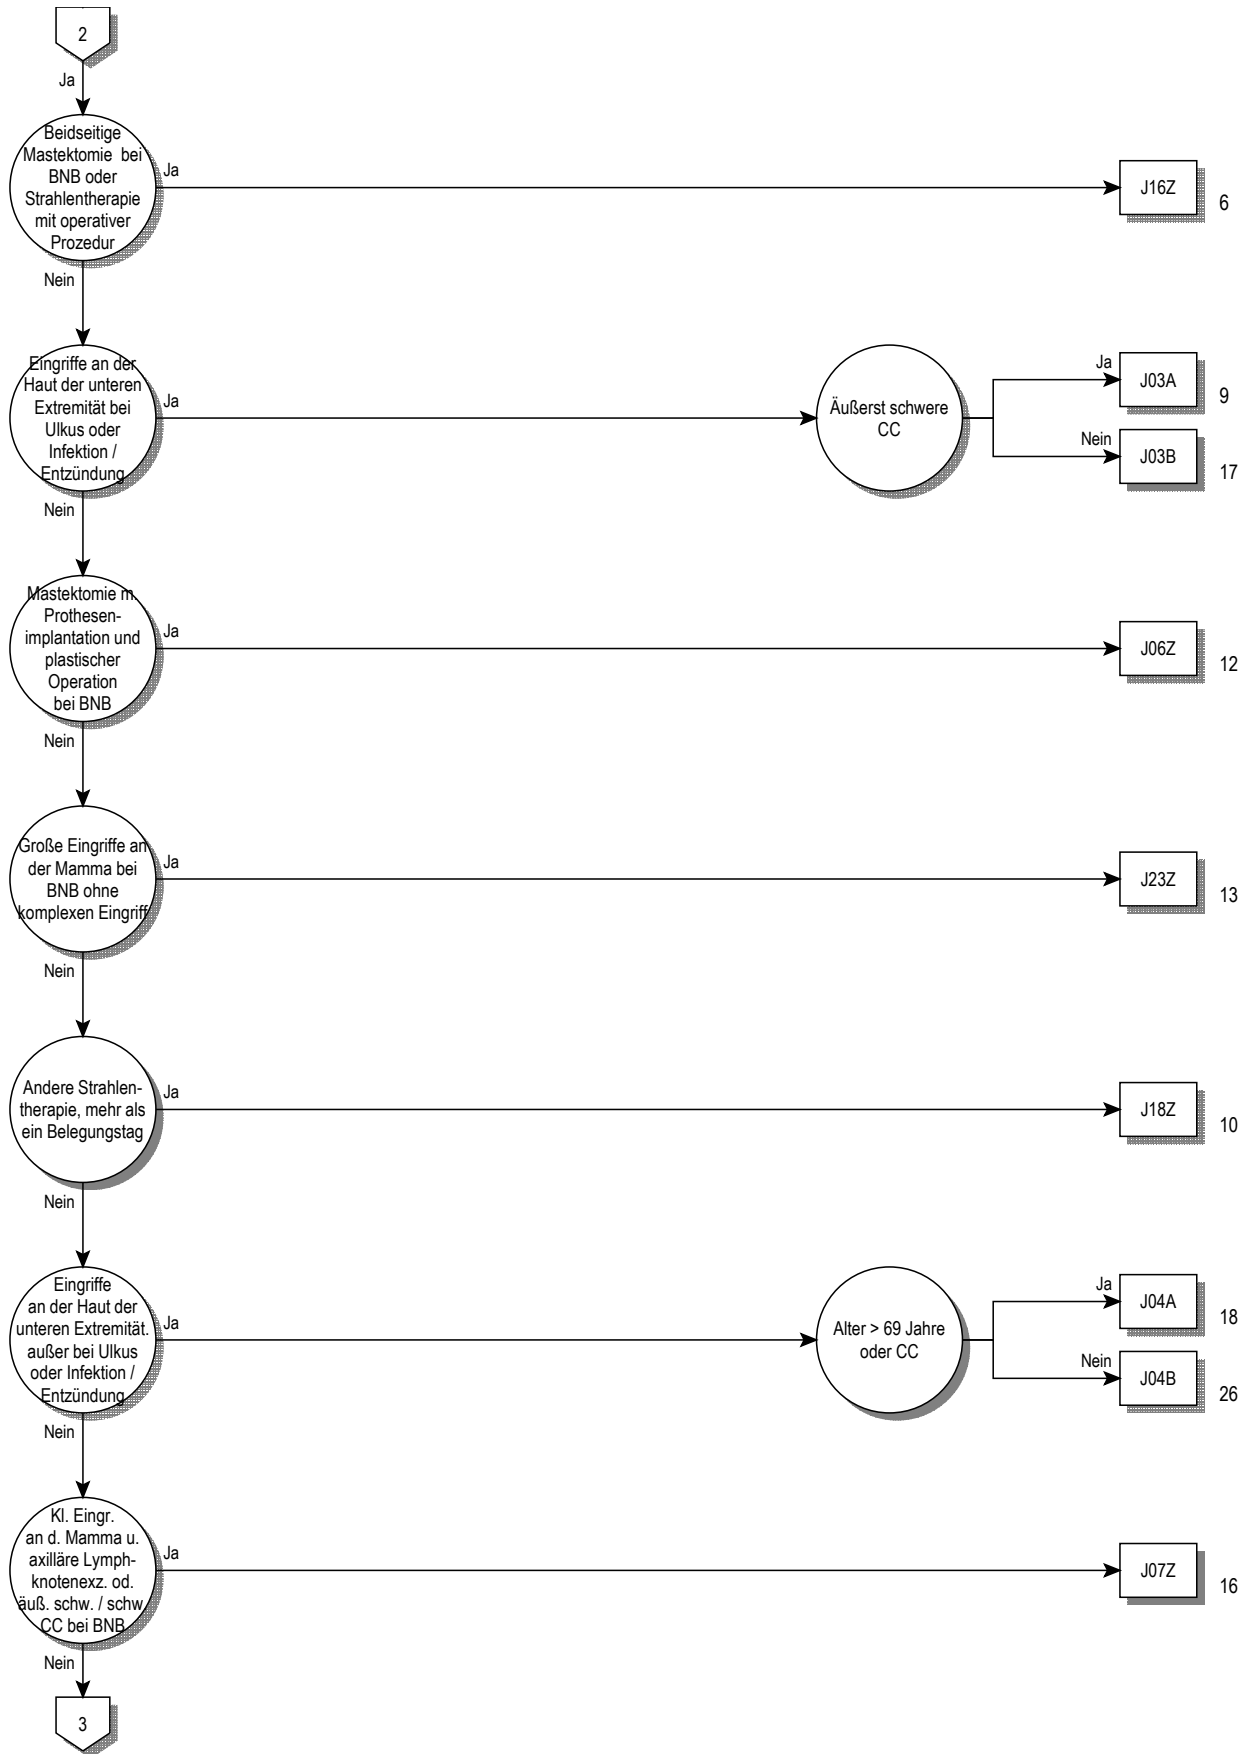 2
Ja
Beidseitige
Mastektomie bei
BNB oder
Strahlentherapie
mit operativer
Prozedur
Ja
J16Z
6
Nein
Eingriffe an der
Haut der unteren
Extremität bei
Ulkus oder
Infektion /
Entzündung
Ja
Äußerst schwere
CC
Ja
J03A
9
Nein
J03B
17
Nein
Mastektomie m.
Prothesen-
implantation und
plastischer
Operation
bei BNB
Ja
J06Z
12
Nein
Große Eingriffe an
der Mamma bei
BNB ohne
komplexen Eingriff
Ja
J23Z
13
Nein
Andere Strahlen-
therapie, mehr als
ein Belegungstag
Ja
J18Z
10
Nein
Eingriffe
an der Haut der
unteren Extremität.
außer bei Ulkus
oder Infektion /
Entzündung
Ja
Alter > 69 Jahre
oder CC
Ja
J04A
18
Nein
J04B
26
Nein
Kl. Eingr.
an d. Mamma u.
axilläre Lymph-
knotenexz. od.
äuß. schw. / schw.
CC bei BNB
Ja
J07Z
16
Nein
3